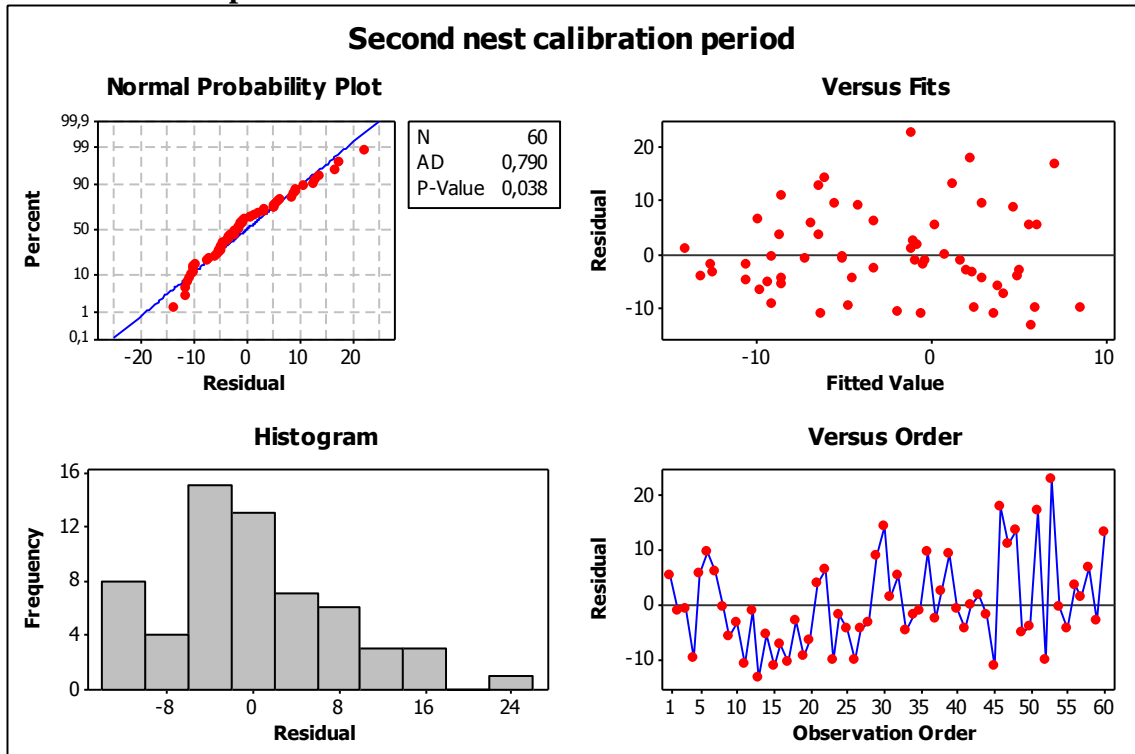 Second nest calibration period
Normal Probability Plot
99,9
99
90
50
10
1
0,1
Percent
-20 -10 0 10 20
Residual
N 60
AD 0,790
P-Value 0,038
Versus Fits
20
10
0
-10
Residual
-10 0 10
Fitted Value
Histogram
16
12
8
4
0
Frequency
-8 0 8 16 24
Residual
Versus Order
20
10
0
-10
Residual
1 5 10 15 20 25 30 35 40 45 50 55 60
Observation Order